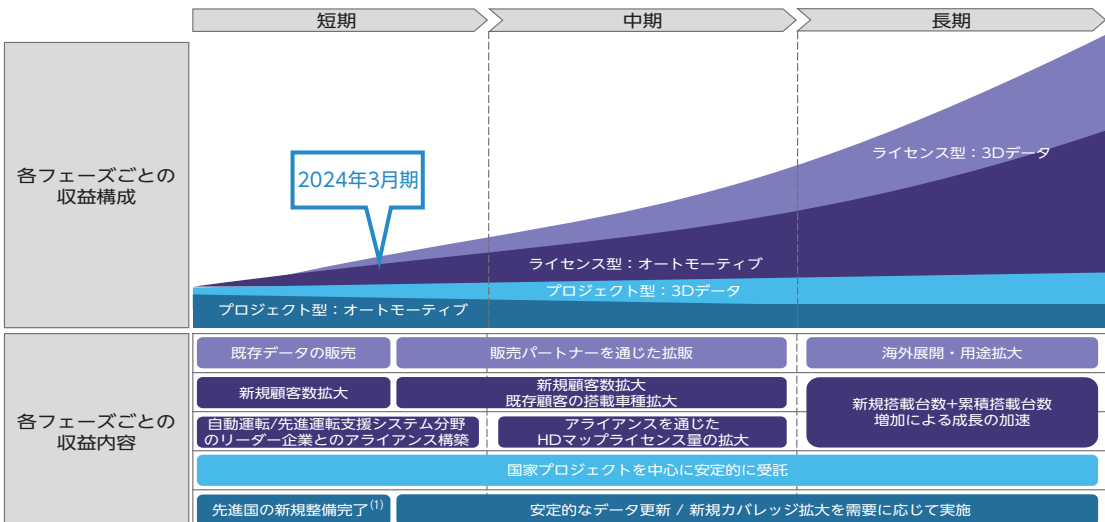 短期
中期
長期
各フェーズごとの
収益構成
2024年3月期
ライセンス型：3Dデータ
ライセンス型：オートモーティブ
プロジェクト型：3Dデータ
プロジェクト型：オートモーティブ
各フェーズごとの
収益内容
既存データの販売
販売パートナーを通じた拡販
海外展開・用途拡大
新規顧客数拡大
新規顧客数拡大
既存顧客の搭載車種拡大
新規搭載台数+累積搭載台数
増加による成長の加速
自動運転/先進運転支援システム分野
のリーダー企業とのアライアンス構築
アライアンスを通じた
HDマップライセンス量の拡大
国家プロジェクトを中心に安定的に受託
先進国の新規整備完了(1)
安定的なデータ更新 / 新規カバレッジ拡大を需要に応じて実施